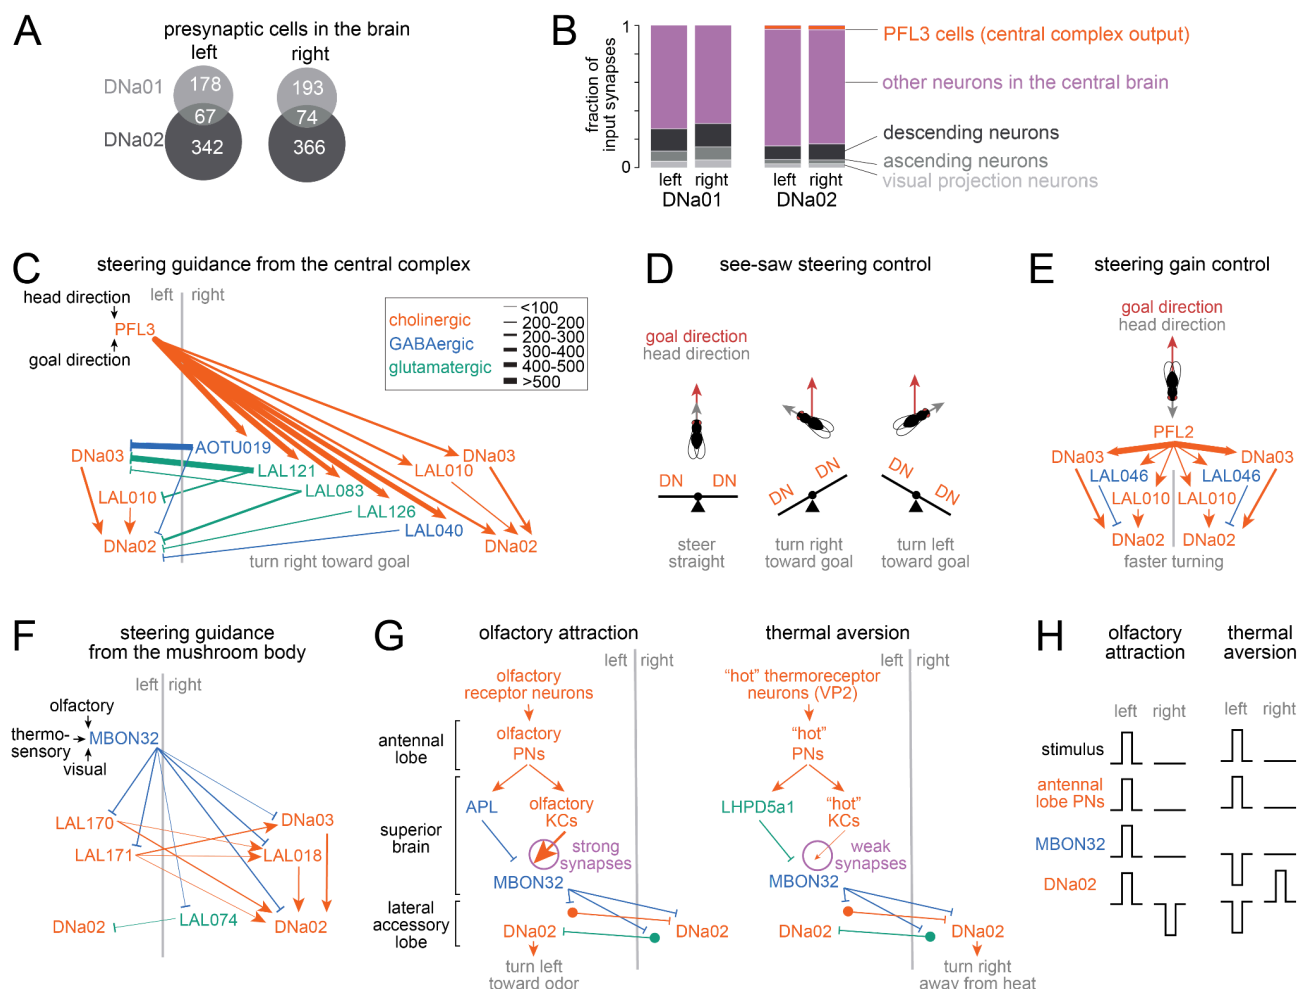 A
presynaptic cells in the brain
left
right
DNa01
178
193
67
74
DNa02
342
366
B
fraction of
input synapses
1
0
left right
DNa01
left right
DNa02
PFL3 cells (central complex output)
other neurons in the central brain
descending neurons
ascending neurons
visual projection neurons
C
steering guidance from the central complex
head direction
left
right
PFL3
goal direction
cholinergic
GABAergic
glutamatergic
<100
200-200
200-300
300-400
400-500
>500
DNa03
AOTU019
LAL121
LAL010
DNa03
LAL010
LAL083
LAL126
LAL040
DNa02
DNa02
turn right toward goal
D
see-saw steering control
goal direction
head direction
DN DN
DN DN
DN DN
steer
straight
turn right
toward goal
turn left
toward goal
E
steering gain control
goal direction
head direction
PFL2
DNa03
DNa03
LAL046
LAL046
LAL010
LAL010
DNa02
DNa02
faster turning
F
steering guidance
from the mushroom body
left
right
olfactory
thermo-
sensory
MBON32
visual
LAL170
DNa03
LAL171
LAL018
DNa02
LAL074
DNa02
G
olfactory attraction
left
right
olfactory
receptor neurons
antennal
lobe
olfactory
PNs
superior
brain
APL
olfactory
KCs
strong
synapses
MBON32
lateral
accessory
lobe
DNa02
DNa02
turn left
toward odor
thermal aversion
left
right
“hot” thermoreceptor
neurons (VP2)
“hot”
PNs
LHPD5a1
“hot”
KCs
weak
synapses
MBON32
DNa02
DNa02
turn right
away from heat
H
olfactory
attraction
thermal
aversion
left right
left right
stimulus
antennal
lobe PNs
MBON32
DNa02